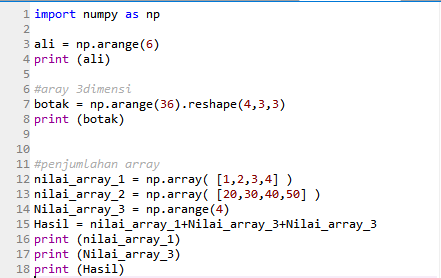 1 import numpy as np
2
3 ali = np.arange(6)
4 print (ali)
5
6 #aray 3dimensi
7 botak = np.arange(36).reshape(4,3,3)
8 print (botak)
9
10
11 #penjumlahan array
12 nilai_array_1 = np.array( [1,2,3,4] )
13 nilai_array_2 = np.array( [20,30,40,50] )
14 Nilai_array_3 = np.arange(4)
15 Hasil = nilai_array_1+Nilai_array_3+Nilai_array_3
16 print (nilai_array_1)
17 print (Nilai_array_3)
18 print (Hasil)